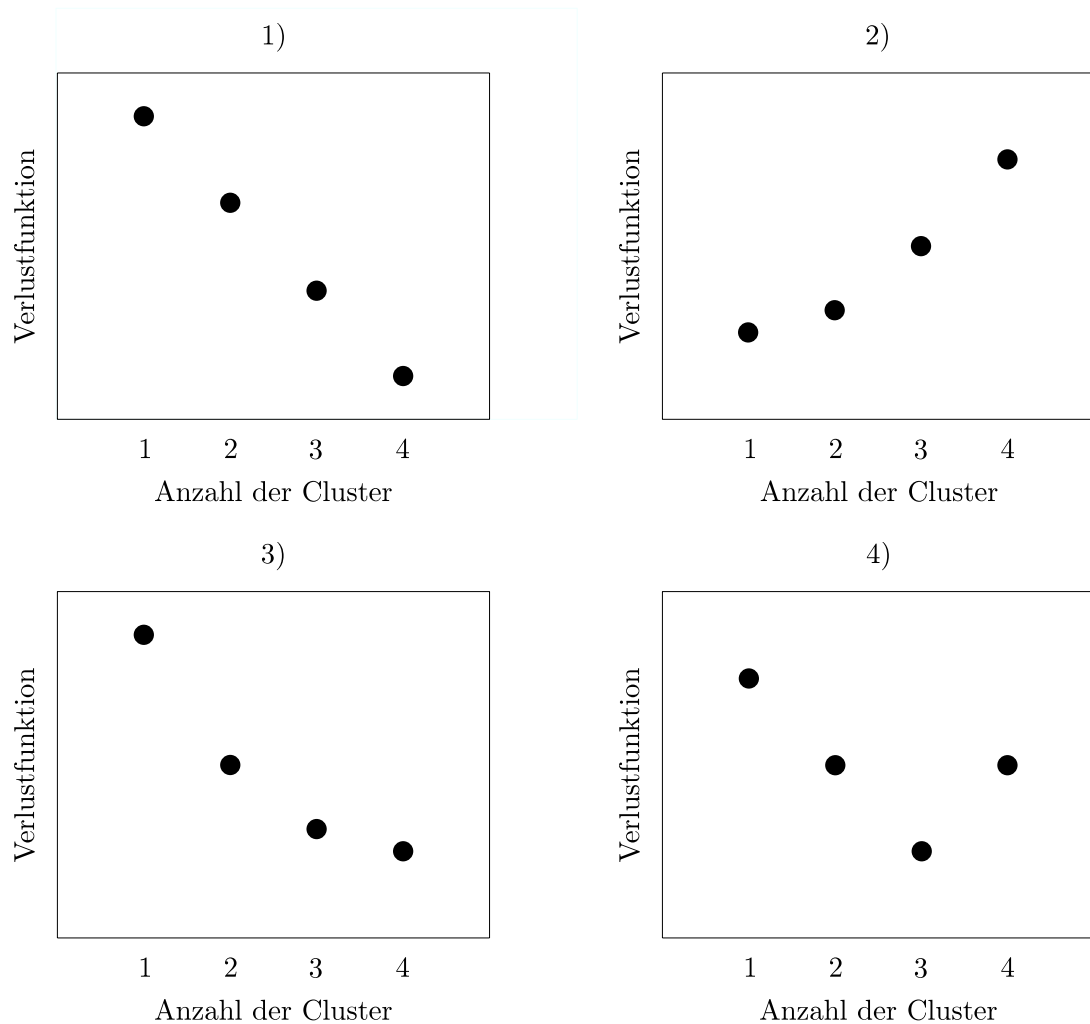 1)
Verlustfunktion
1 2 3 4
Anzahl der Cluster
2)
Verlustfunktion
1 2 3 4
Anzahl der Cluster
3)
Verlustfunktion
1 2 3 4
Anzahl der Cluster
4)
Verlustfunktion
1 2 3 4
Anzahl der Cluster